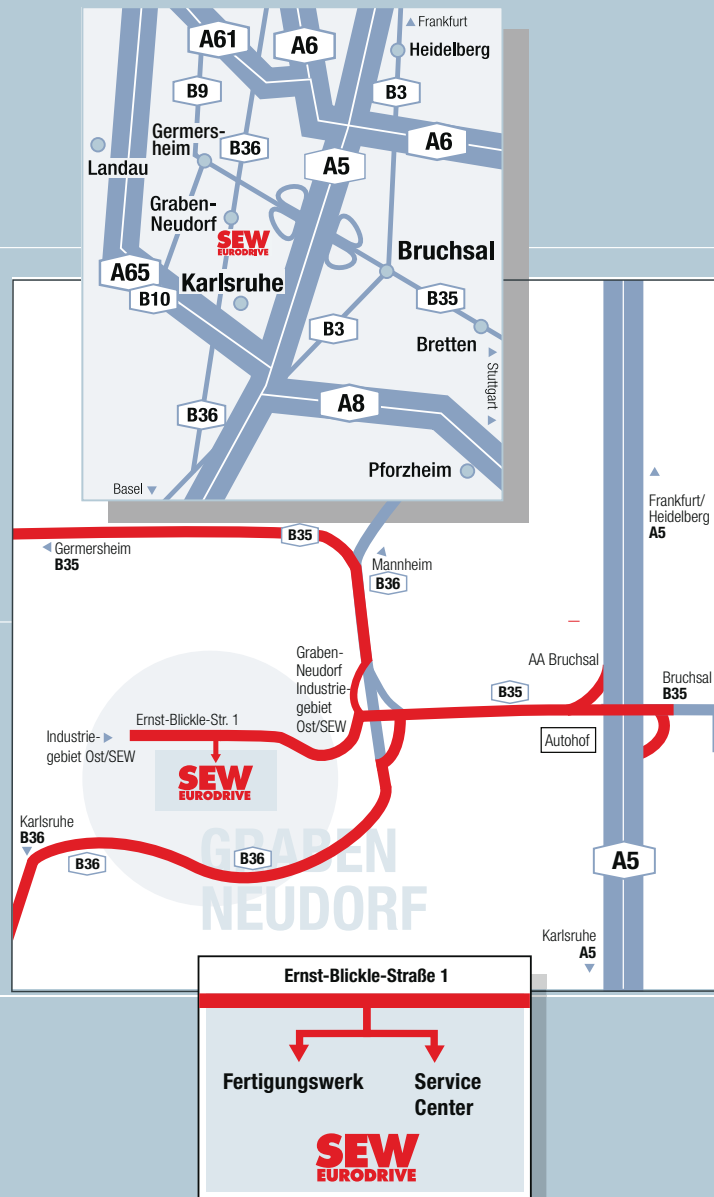 Frankfurt
A61
A6
Heidelberg
B9
B3
Germers-
heim
B36
A6
Landau
A5
Graben-
Neudorf
SEW
EURODRIVE
Bruchsal
A65
B10
Karlsruhe
B35
B3
Bretten
Stuttgart
A8
B36
Pforzheim
Basel
B35
Germersheim
B35
Mannheim
B36
Frankfurt/
Heidelberg
A5
Graben-
Neudorf
Industrie-
gebiet
Ost/SEW
AA Bruchsal
Bruchsal
B35
B35
Ernst-Blickle-Str. 1
Industrie-
gebiet Ost/SEW
Autohof
SEW
EURODRIVE
Karlsruhe
B36
B36
B36
GRABEN
NEUDORF
A5
Karlsruhe
A5
Ernst-Blickle-Straße 1
Fertigungswerk
Service
Center
SEW
EURODRIVE